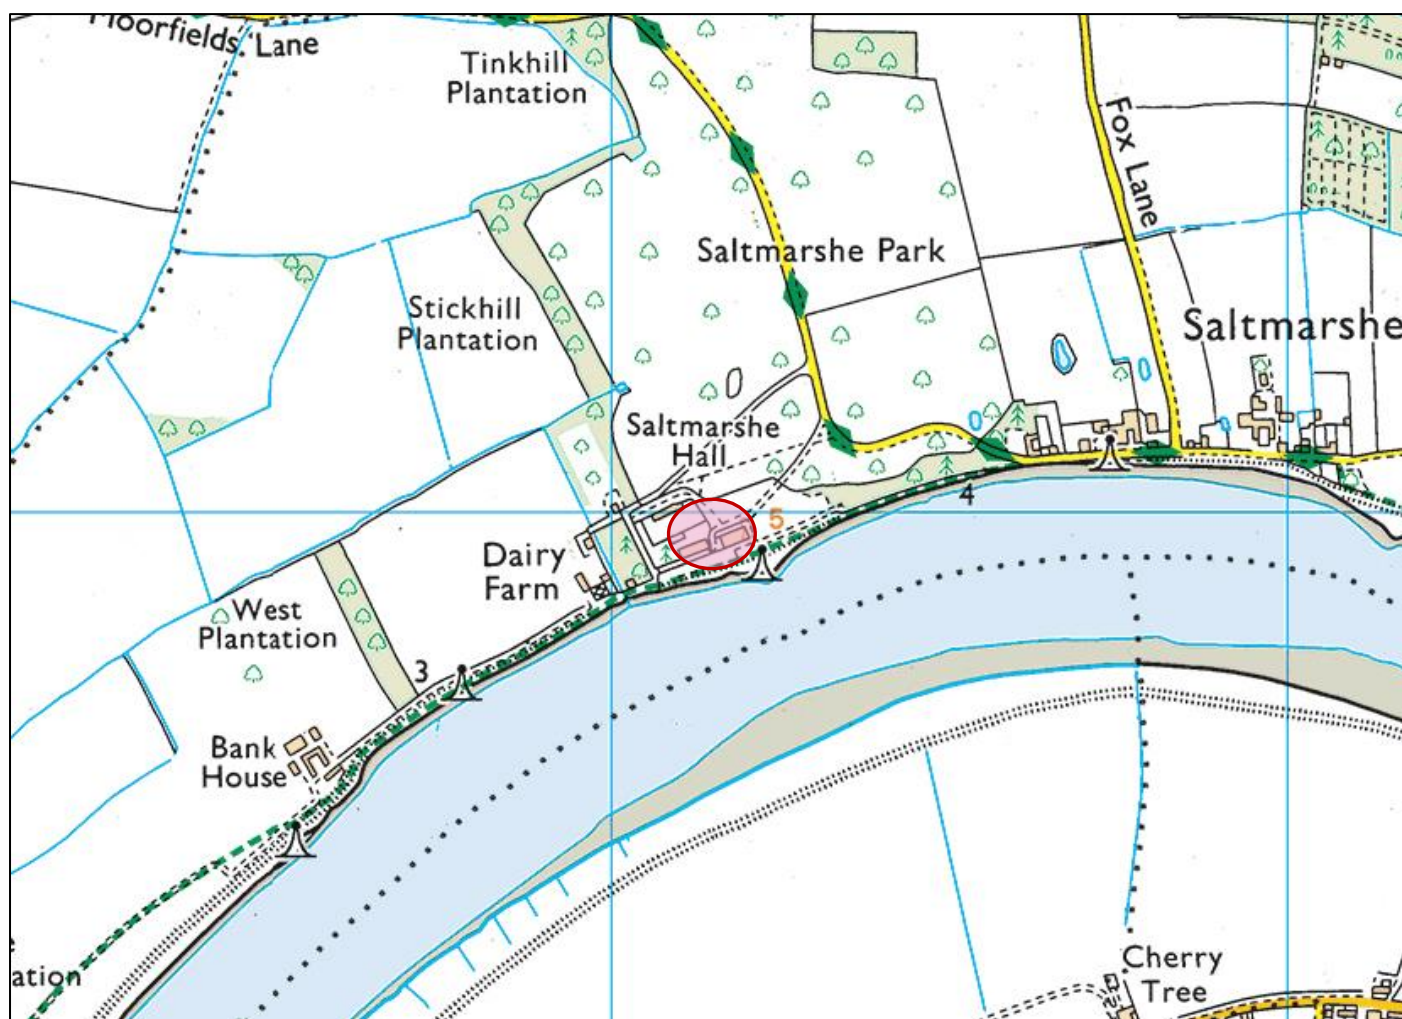 Moorfields' Lane
Tinkhill
Plantation
Fox Lane
Saltmarshe Park
Stickhill
Plantation
Saltmarshe
Saltmarshe
Hall
4
5
Dairy
Farm
West
Plantation
3
Bank
House
ation
Cherry
Tree